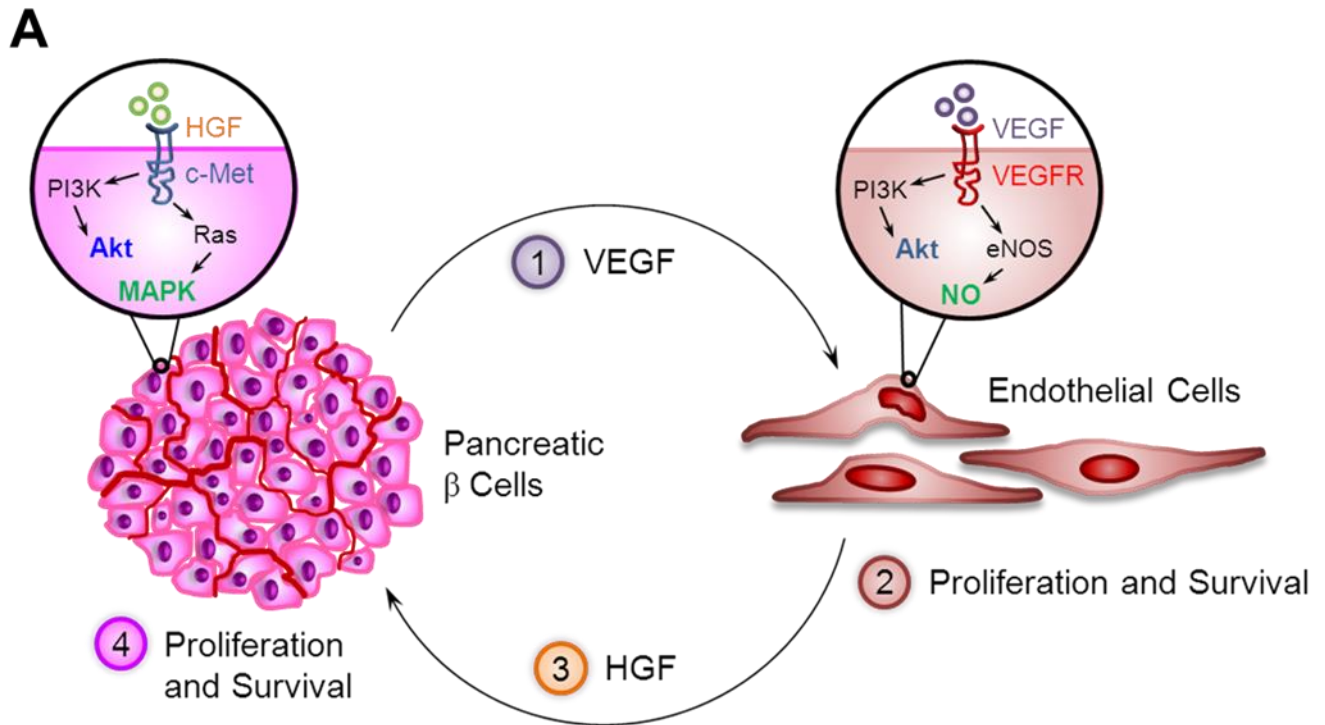 A
HGF
c-Met
PI3K
Ras
Akt
MAPK
1 VEGF
VEGF
VEGFR
PI3K
Akt
eNOS
NO
Pancreatic
β Cells
Endothelial Cells
2 Proliferation and Survival
3 HGF
4 Proliferation
and Survival